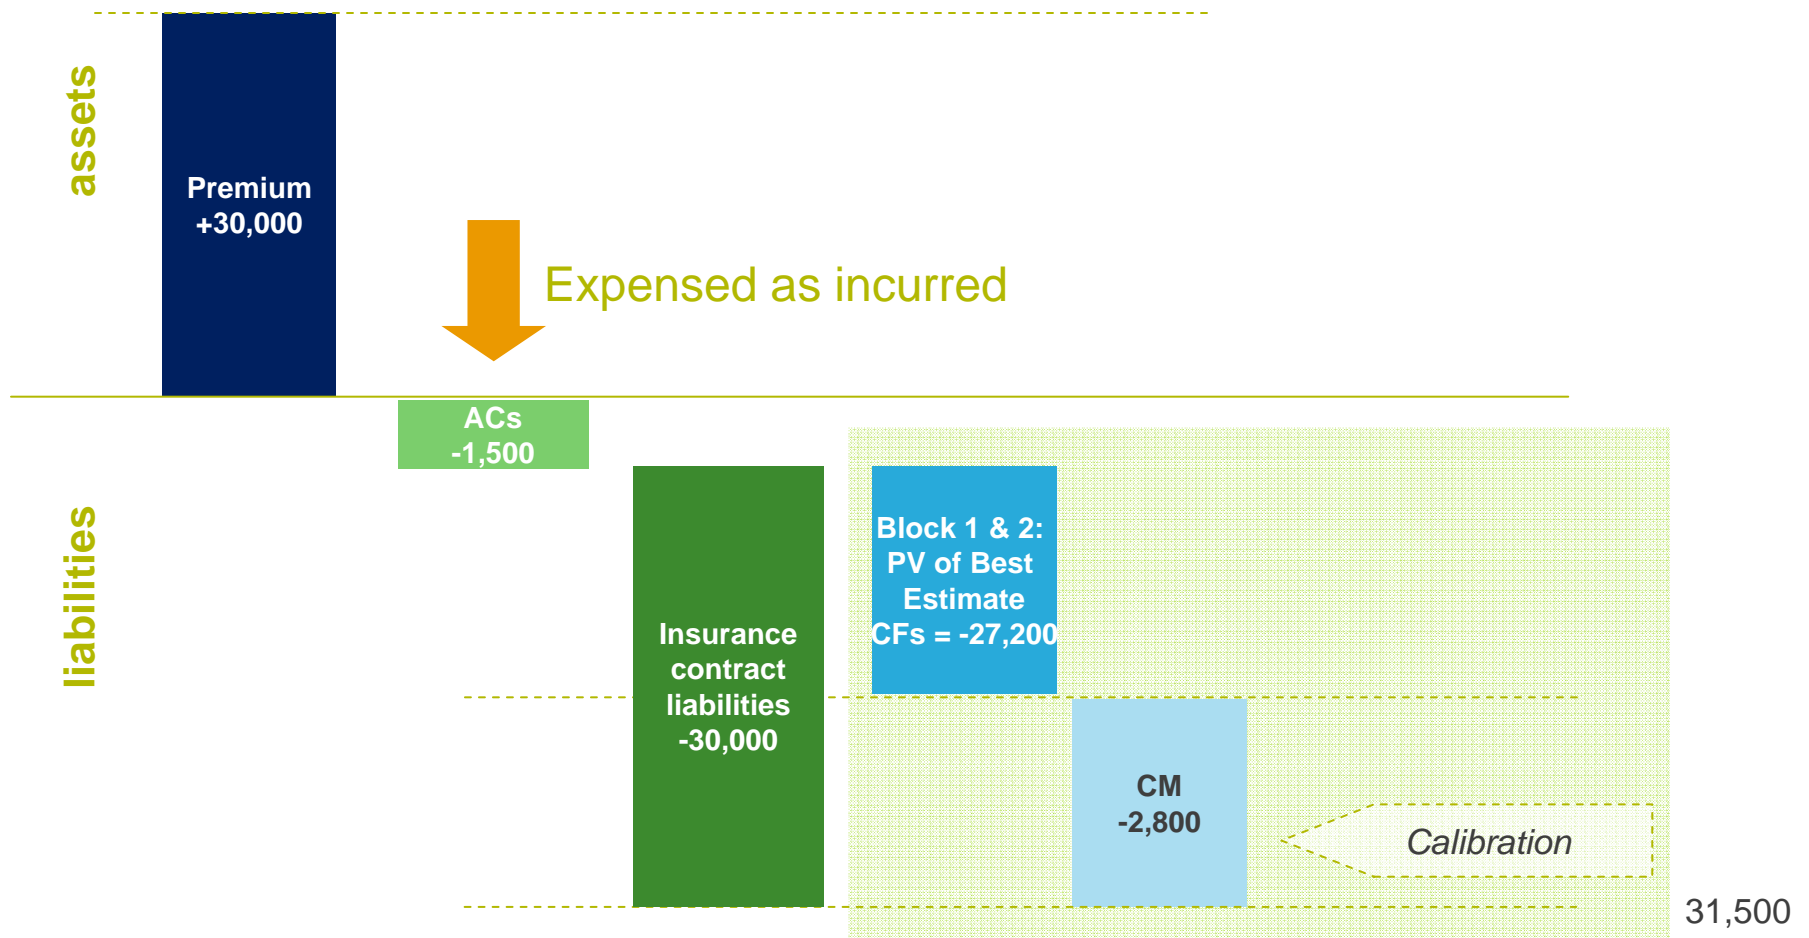 assets
Premium
+30,000
Expensed as incurred
ACs
-1,500
liabilities
Insurance
contract
liabilities
-30,000
Block 1 & 2:
PV of Best
Estimate
CFs = -27,200
CM
-2,800
Calibration
31,500